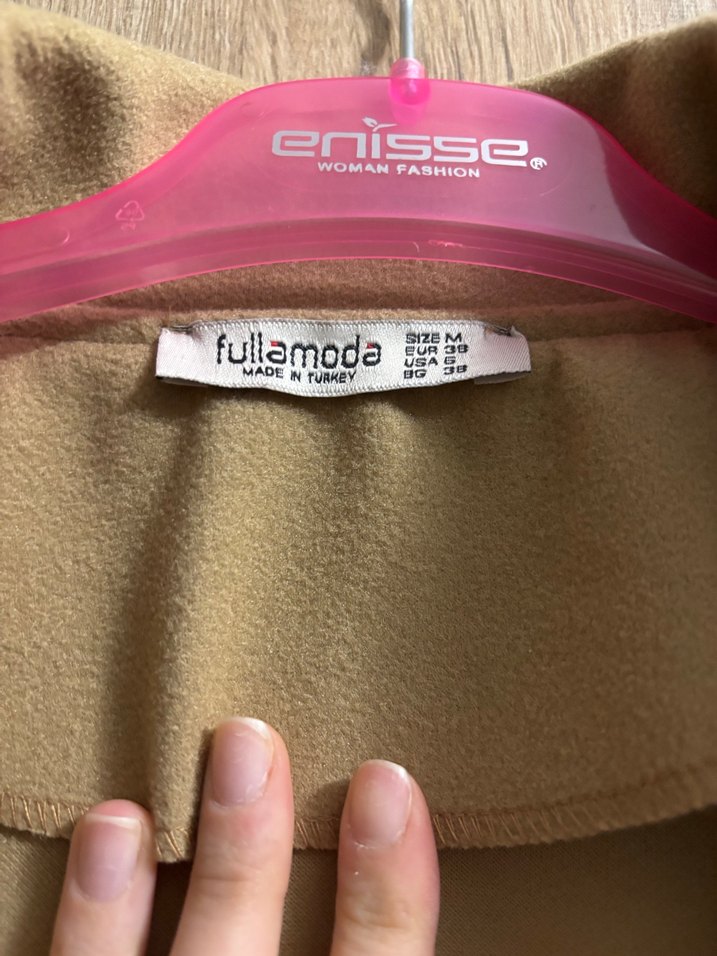 enisse®
WOMAN FASHION
fullamoda
MADE IN TURKEY
SIZE M
EUR 38
USA 6
BG 38